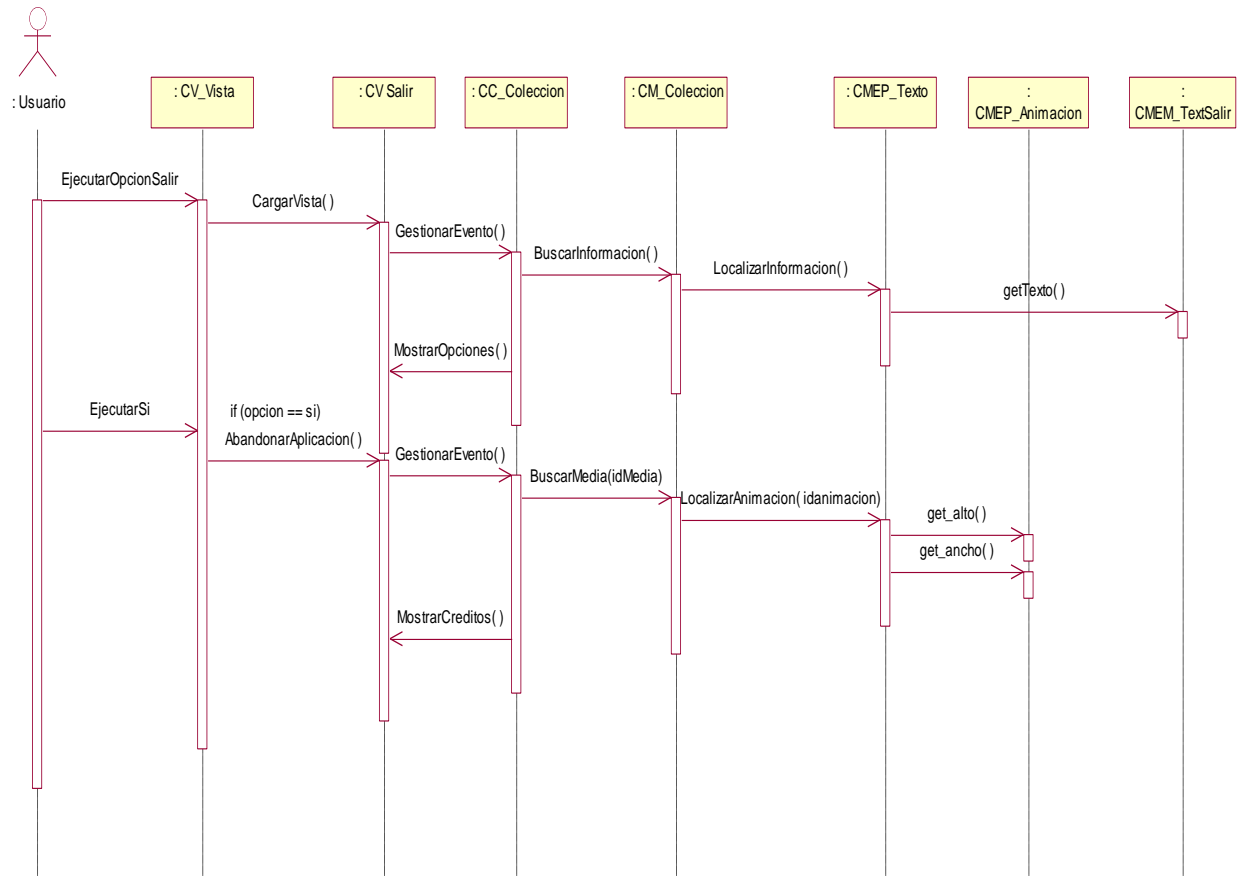 : Usuario
: CV_Vista
: CV Salir
: CC_Coleccion
: CM_Coleccion
: CMEP_Texto
:
CMEP_Animacion
:
CMEM_TextSalir
EjecutarOpcionSalir
CargarVista( )
GestionarEvento( )
BuscarInformacion( )
LocalizarInformacion( )
getTexto( )
MostrarOpciones( )
EjecutarSi
if (opcion == si)
AbandonarAplicacion( )
GestionarEvento( )
BuscarMedia(idMedia)
LocalizarAnimacion( idanimacion)
get_alto( )
get_ancho( )
MostrarCreditos( )